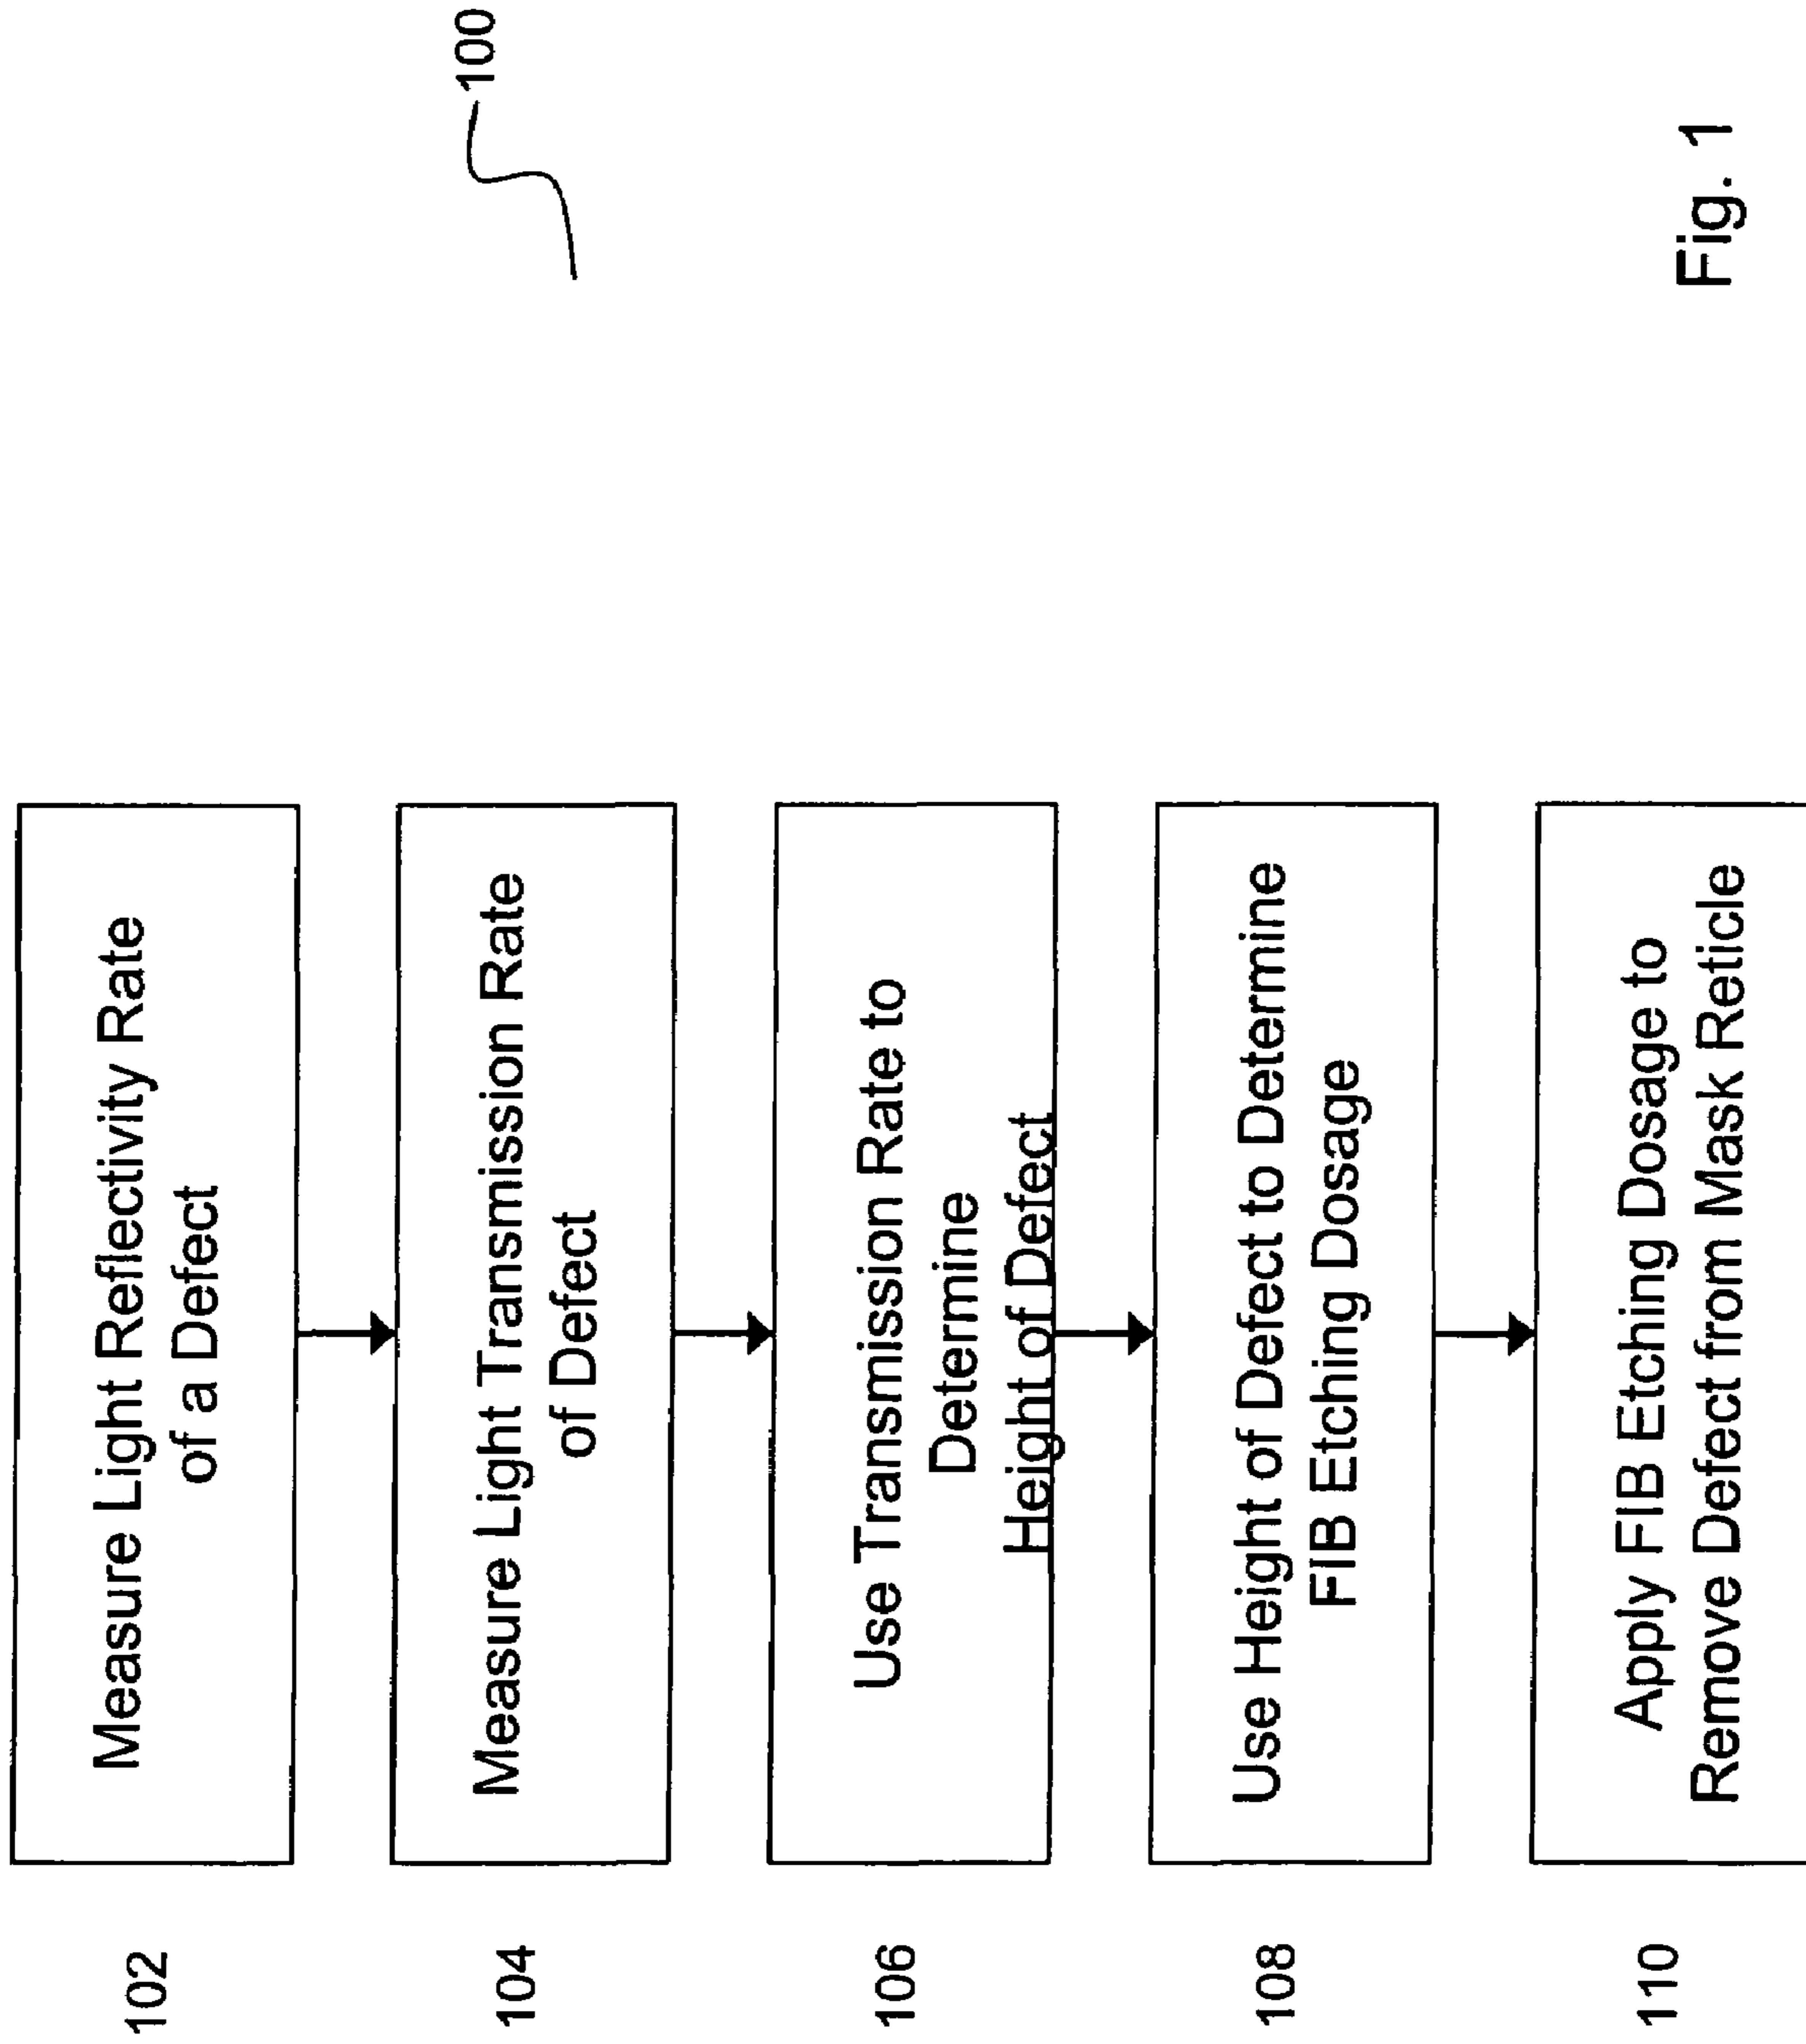 100
102
Measure Light Reflectivity Rate
of a Defect
104
Measure Light Transmission Rate
of Defect
106
Use Transmission Rate to
Determine
Height of Defect
108
Use Height of Defect to Determine
FIB Etching Dosage
110
Apply FIB Etching Dosage to
Remove Defect from Mask Reticle
Fig. 1